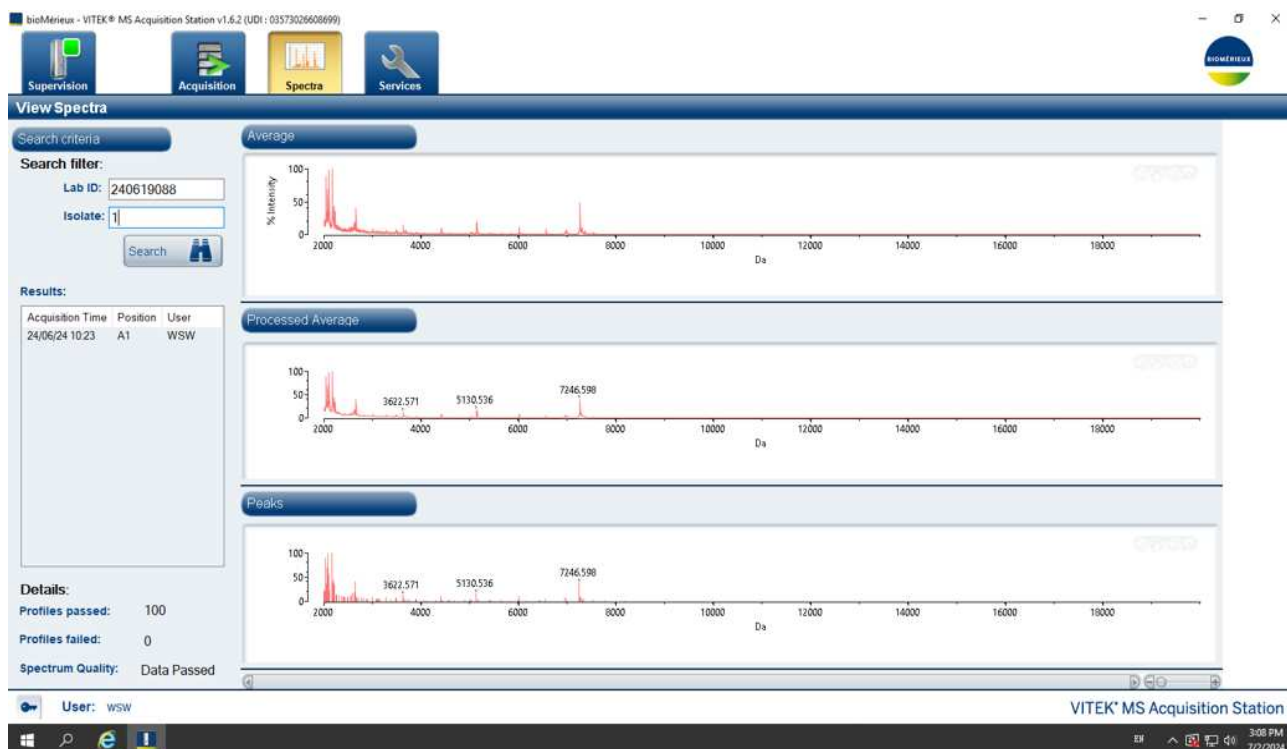 bioMérieux - VITEK® MS Acquisition Station v1.6.2 (UDI : 03573026608699)
BIOMÉRIEUX
Supervision
Acquisition
Spectra
Services
View Spectra
Search criteria
Search filter:
Lab ID: 240619088
Isolate: 1
Search
Results:
Acquisition Time Position User
24/06/24 10:23 A1 WSW
Details:
Profiles passed: 100
Profiles failed: 0
Spectrum Quality: Data Passed
Average
% Intensity
100
50
0
2000 4000 6000 8000 10000 12000 14000 16000 18000
Da
Processed Average
100
50
0
3622.571 5130.536 7246.598
2000 4000 6000 8000 10000 12000 14000 16000 18000
Da
Peaks
100
50
0
3622.571 5130.536 7246.598
2000 4000 6000 8000 10000 12000 14000 16000 18000
Da
User: wsw
VITEK® MS Acquisition Station
EN
3:08 PM